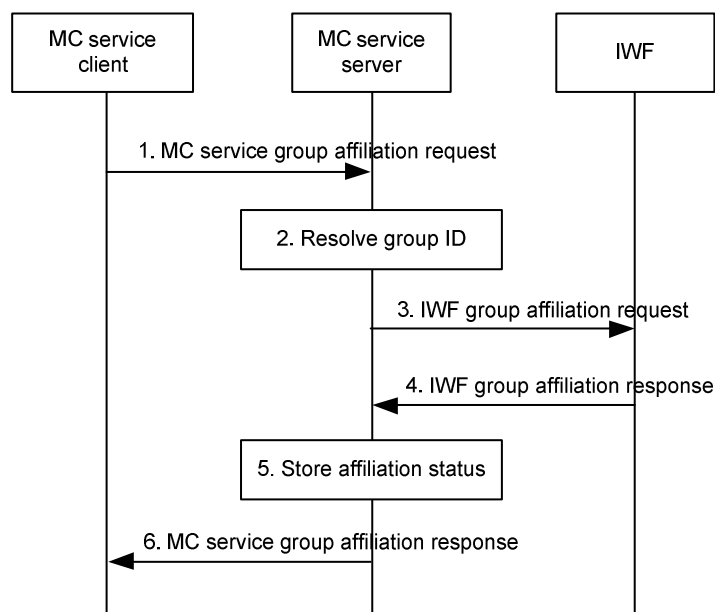 MC service
client
MC service
server
IWF
1. MC service group affiliation request
2. Resolve group ID
3. IWF group affiliation request
4. IWF group affiliation response
5. Store affiliation status
6. MC service group affiliation response